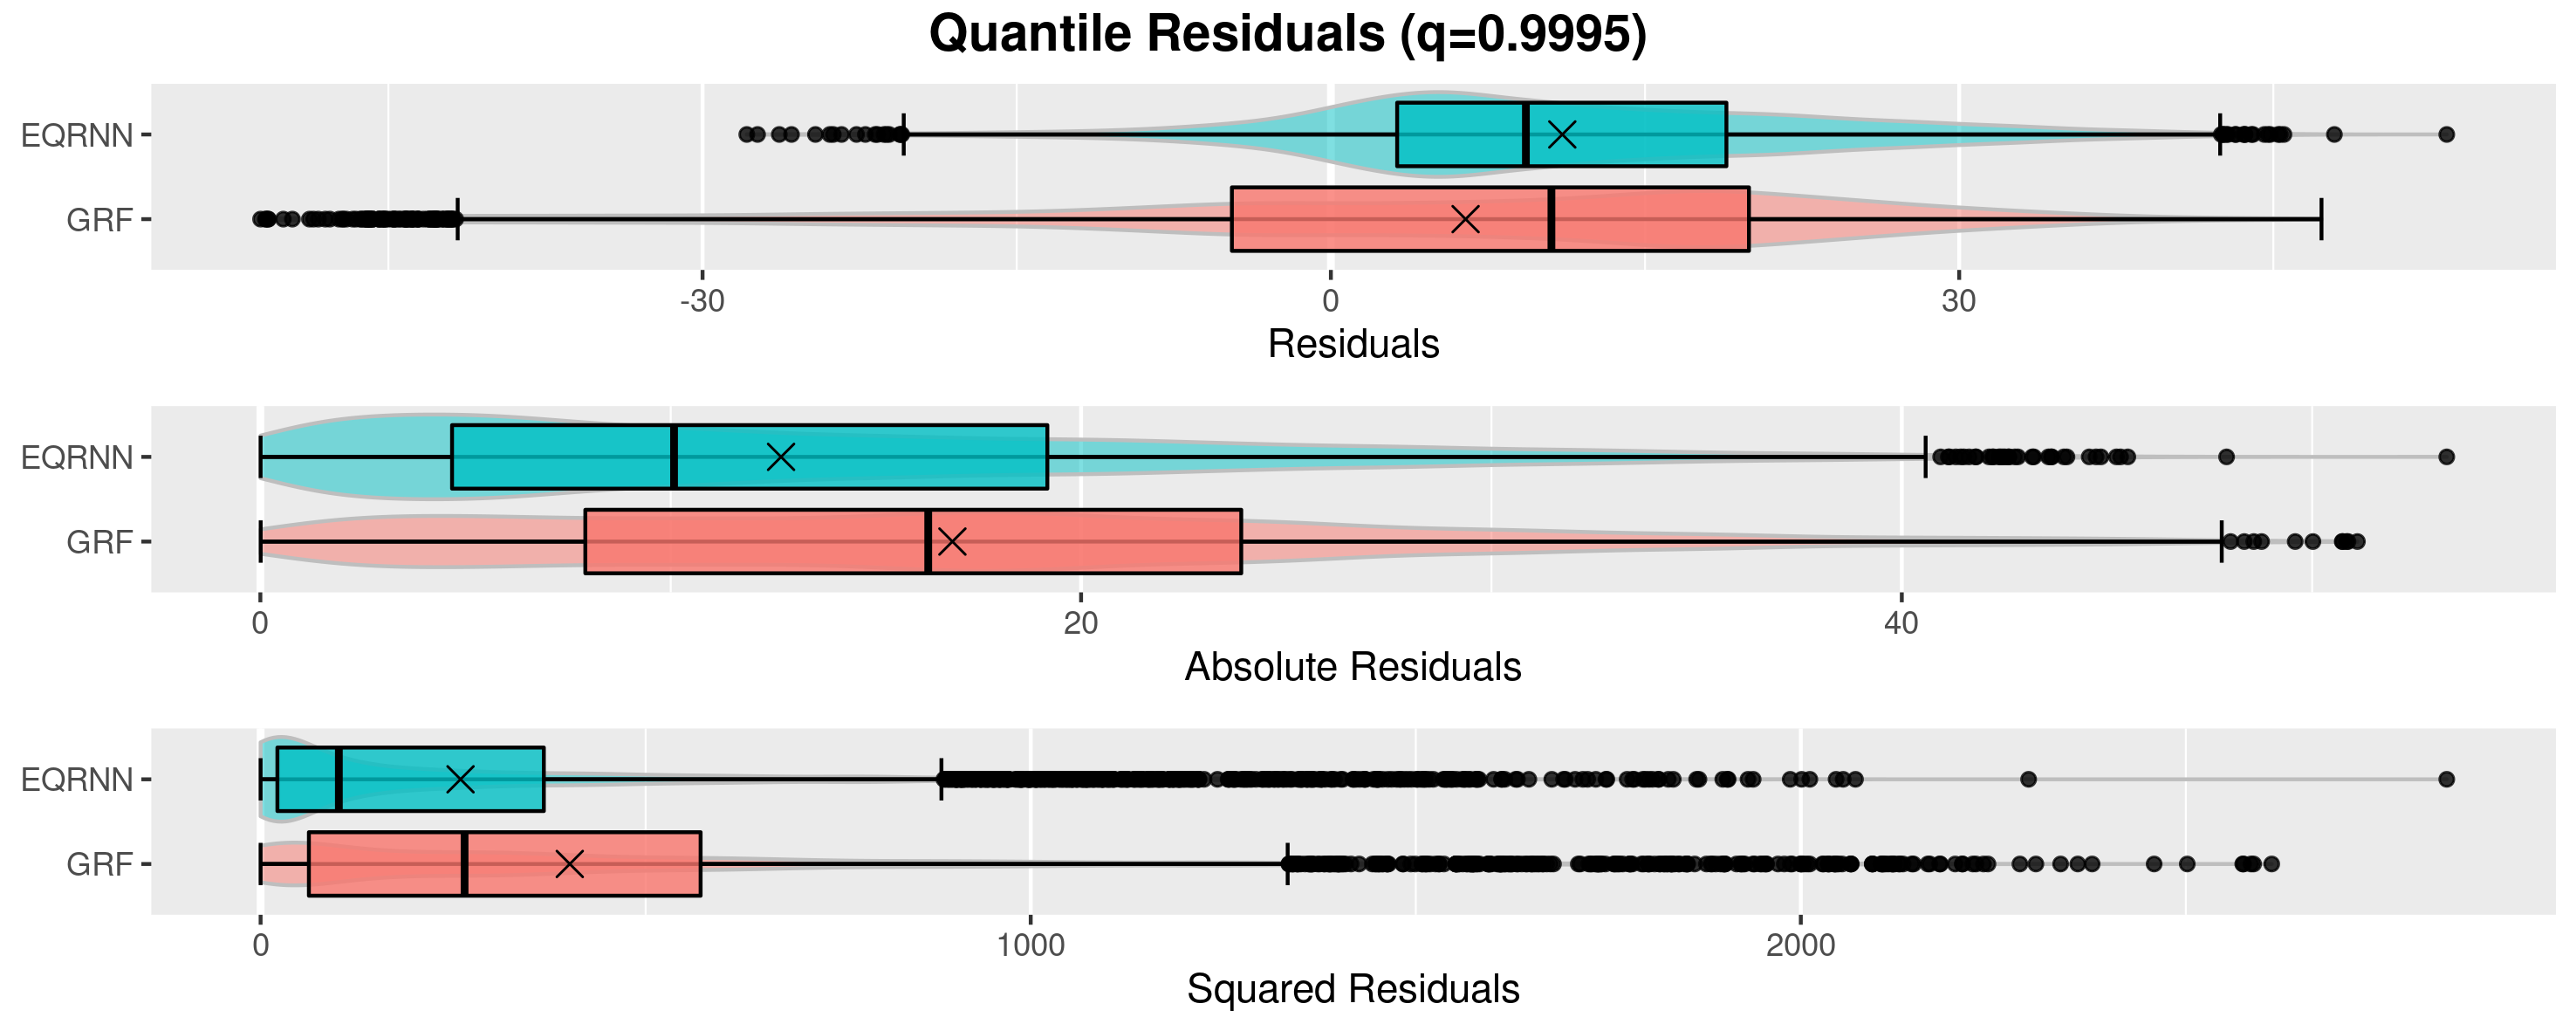 Quantile Residuals (q=0.9995)
EQRNN
GRF
-30 0 30
Residuals
EQRNN
GRF
0 20 40
Absolute Residuals
EQRNN
GRF
0 1000 2000
Squared Residuals